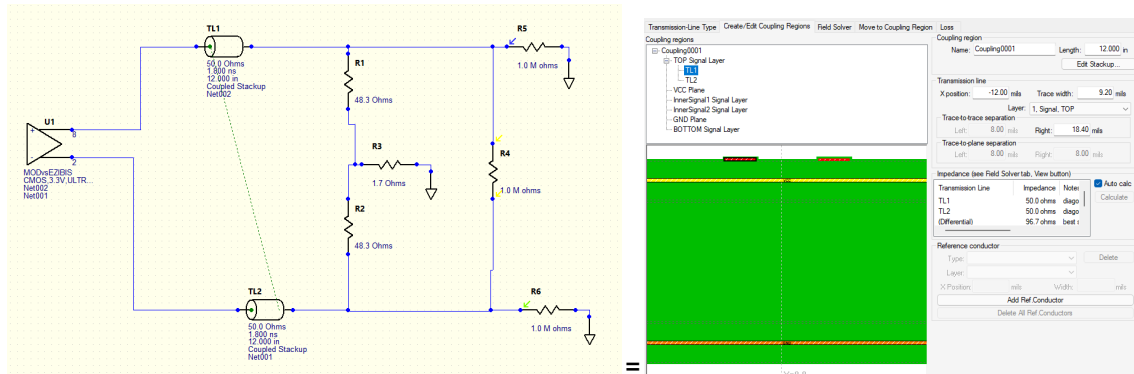 TL1
50.0 Ohms
1.800 ns
12.000 in
Coupled Stackup
Net002
R5
1.0 M ohms
R1
48.3 Ohms
U1
8
2
MODvsEZIBIS
CMOS,3.3V,ULTR...
Net002
Net001
R3
1.7 Ohms
R4
1.0 M ohms
R2
48.3 Ohms
TL2
50.0 Ohms
1.800 ns
12.000 in
Coupled Stackup
Net001
R6
1.0 M ohms
=
Transmission-Line Type Create/Edit Coupling Regions Field Solver Move to Coupling Region Loss
Coupling regions
Coupling0001
TOP Signal Layer
TL1
TL2
VCC Plane
InnerSignal1 Signal Layer
InnerSignal2 Signal Layer
GND Plane
BOTTOM Signal Layer
Coupling region
Name: Coupling0001 Length: 12.000 in
Edit Stackup...
Transmission line
X position: -12.00 mils Trace width: 9.20 mils
Layer: 1, Signal, TOP
Trace-to-trace separation
Left: 8.00 mils Right: 18.40 mils
Trace-to-plane separation
Left: 8.00 mils Right: 8.00 mils
Impedance (see Field Solver tab, View button)
Auto calc
Calculate
Transmission Line Impedance Notes
TL1 50.0 ohms diago
TL2 50.0 ohms diago
(Differential) 96.7 ohms best
Reference conductor
Type: Delete
Layer:
X Position: mils Width: mils
Add Ref Conductor
Delete All Ref Conductors